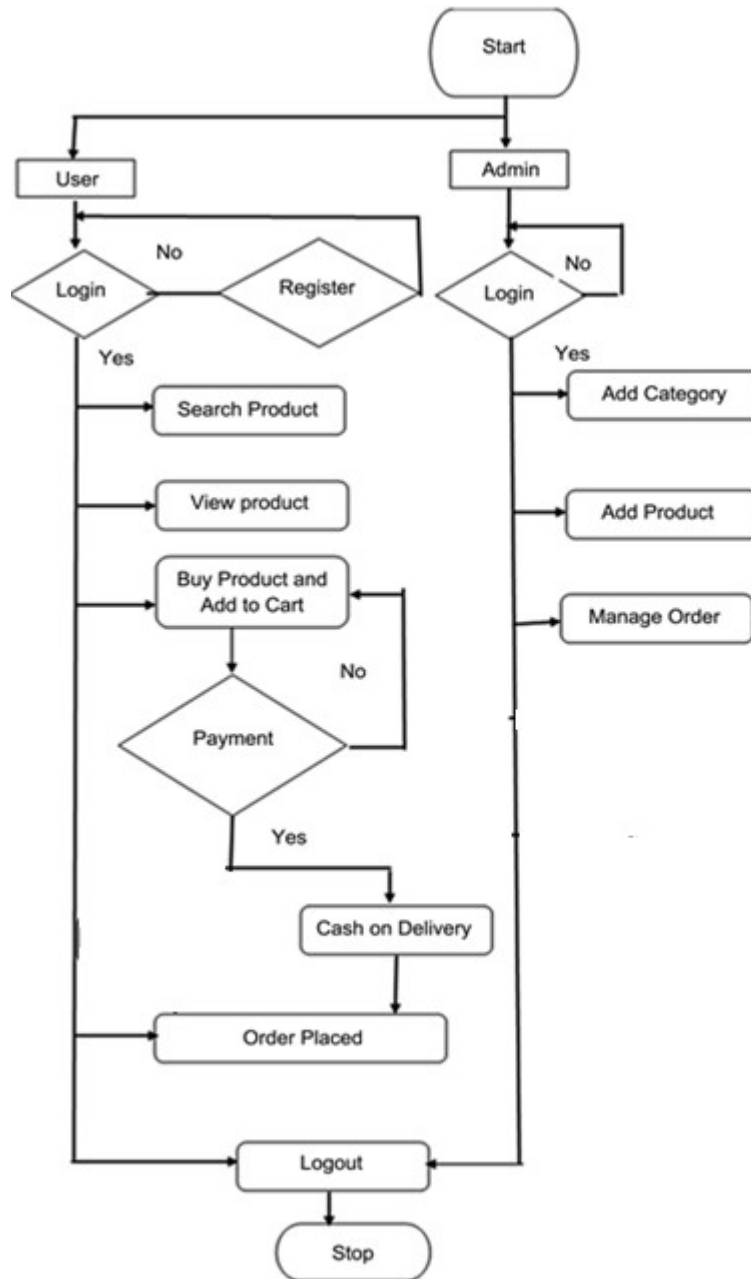 Start
User
Admin
No
Login
Register
No
Login
Yes
Yes
Search Product
Add Category
View product
Add Product
Buy Product and
Add to Cart
Manage Order
No
Payment
Yes
Cash on Delivery
Order Placed
Logout
Stop